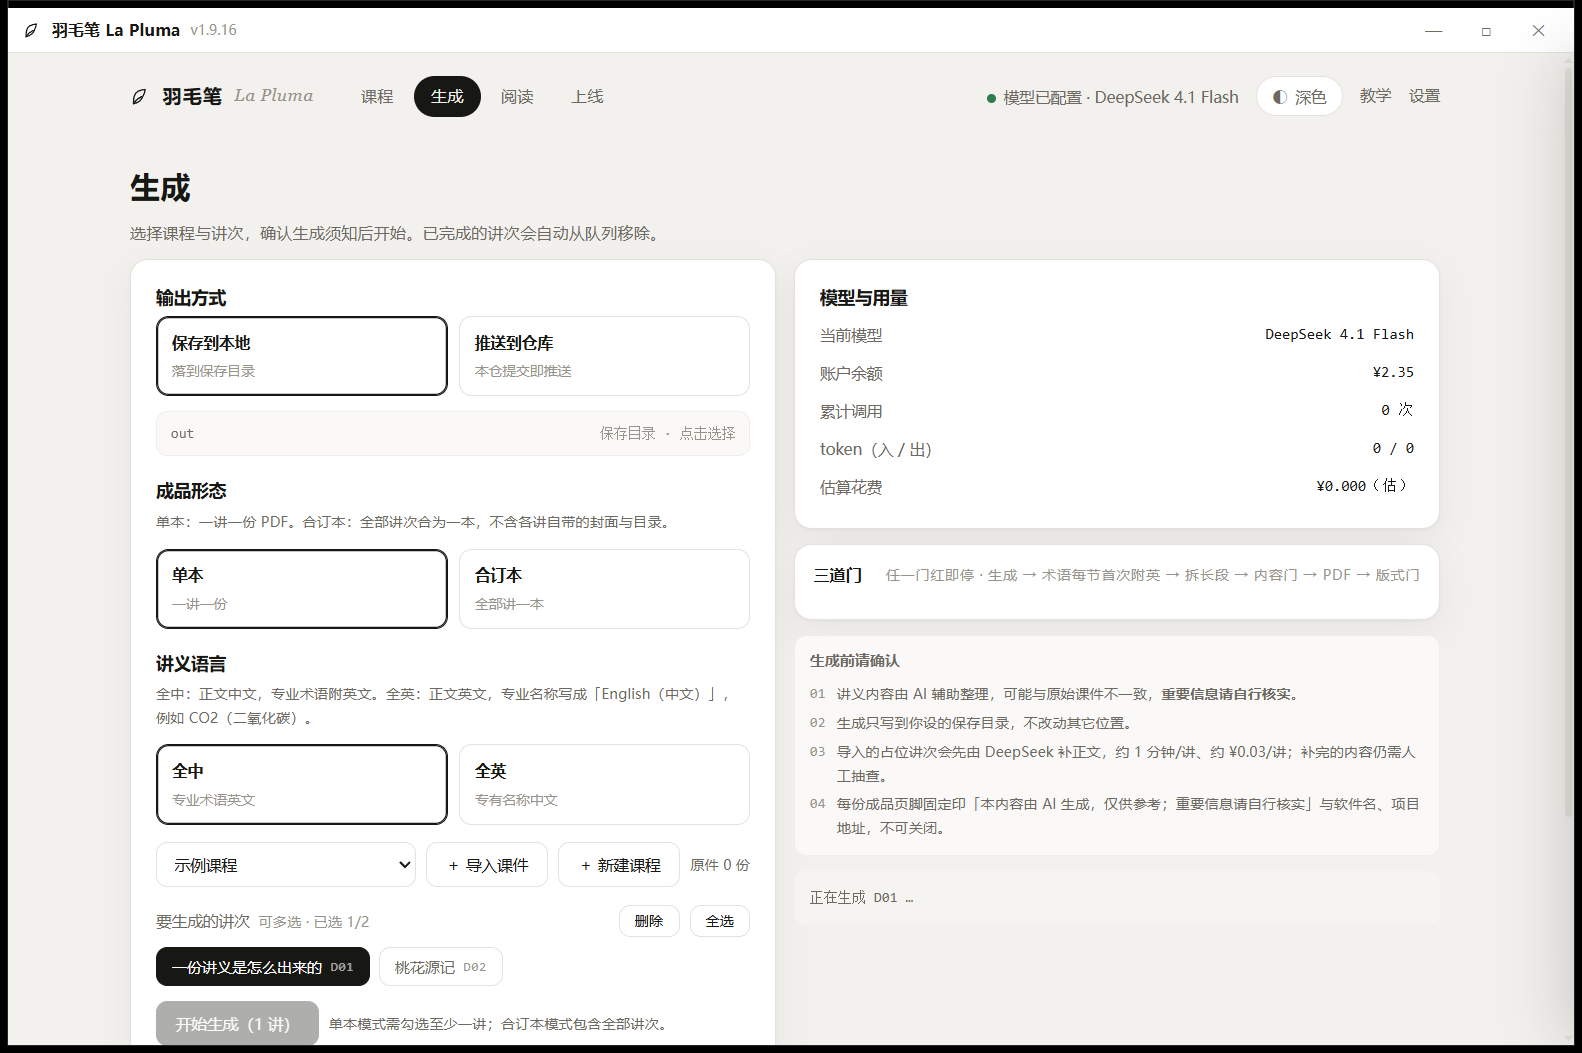 羽毛笔 La Pluma v1.9.16
羽毛笔 La Pluma 课程 生成 阅读 上线 模型已配置 · DeepSeek 4.1 Flash 深色 教学 设置
生成
选择课程与讲次，确认生成须知后开始。已完成的讲次会自动从队列移除。
输出方式
保存到本地
落到保存目录
推送到仓库
本仓提交即推送
out 保存目录 · 点击选择
成品形态
单本：一讲一份 PDF。合订本：全部讲次合为一本，不含各讲自带的封面与目录。
单本
一讲一份
合订本
全部讲一本
讲义语言
全中：正文中文，专业术语附英文。全英：正文英文，专业名称写成「English（中文）」，
例如 CO2（二氧化碳）。
全中
专业术语英文
全英
专有名称中文
示例课程 + 导入课件 + 新建课程 原件 0 份
要生成的讲次 可多选 · 已选 1/2 删除 全选
一份讲义是怎么出来的 D01 桃花源记 D02
开始生成（1 讲） 单本模式需勾选至少一讲；合订本模式包含全部讲次。
模型与用量
当前模型 DeepSeek 4.1 Flash
账户余额 ¥2.35
累计调用 0 次
token（入 / 出） 0 / 0
估算花费 ¥0.000（估）
三道门 任一门红即停 · 生成 → 术语每节首次附英 → 拆长段 → 内容门 → PDF → 版式门
生成前请确认
01 讲义内容由 AI 辅助整理，可能与原始课件不一致，重要信息请自行核实。
02 生成只写到你设的保存目录，不改动其它位置。
03 导入的占位讲次会先由 DeepSeek 补正文，约 1 分钟/讲、约 ¥0.03/讲；补完的内容仍需人
工抽查。
04 每份成品页脚固定印「本内容由 AI 生成，仅供参考；重要信息请自行核实」与软件名、项目
地址，不可关闭。
正在生成 D01 …